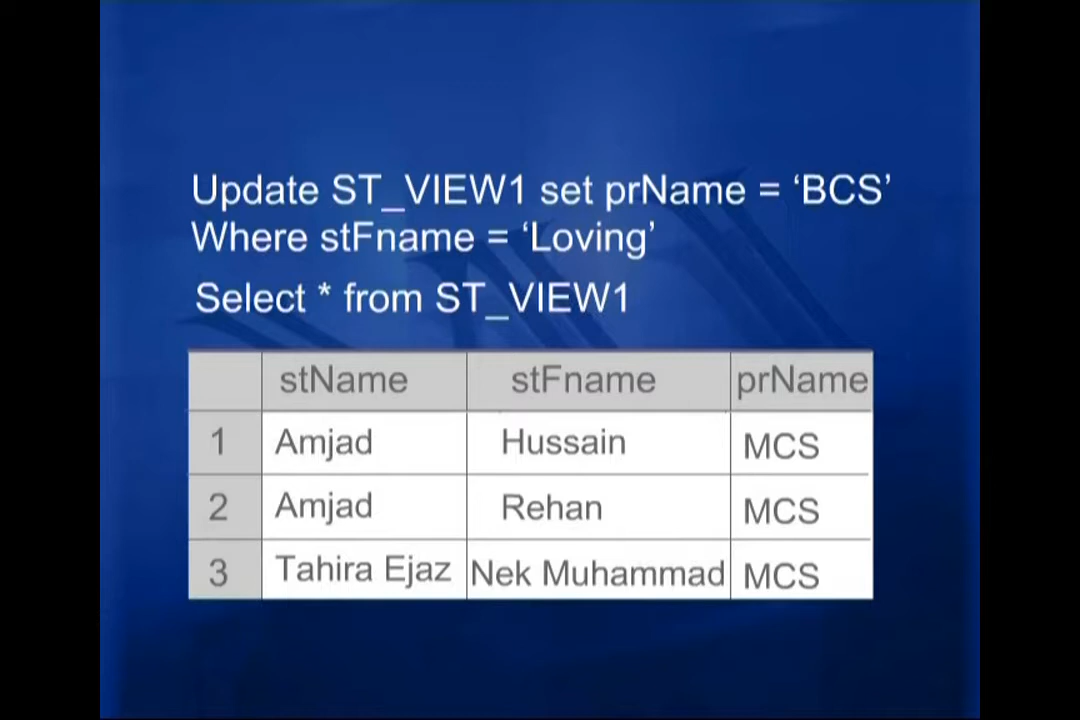 Update ST_VIEW1 set prName = ‘BCS’
Where stFname = ‘Loving’
Select * from ST_VIEW1
stName stFname prName
1 Amjad Hussain MCS
2 Amjad Rehan MCS
3 Tahira Ejaz Nek Muhammad MCS